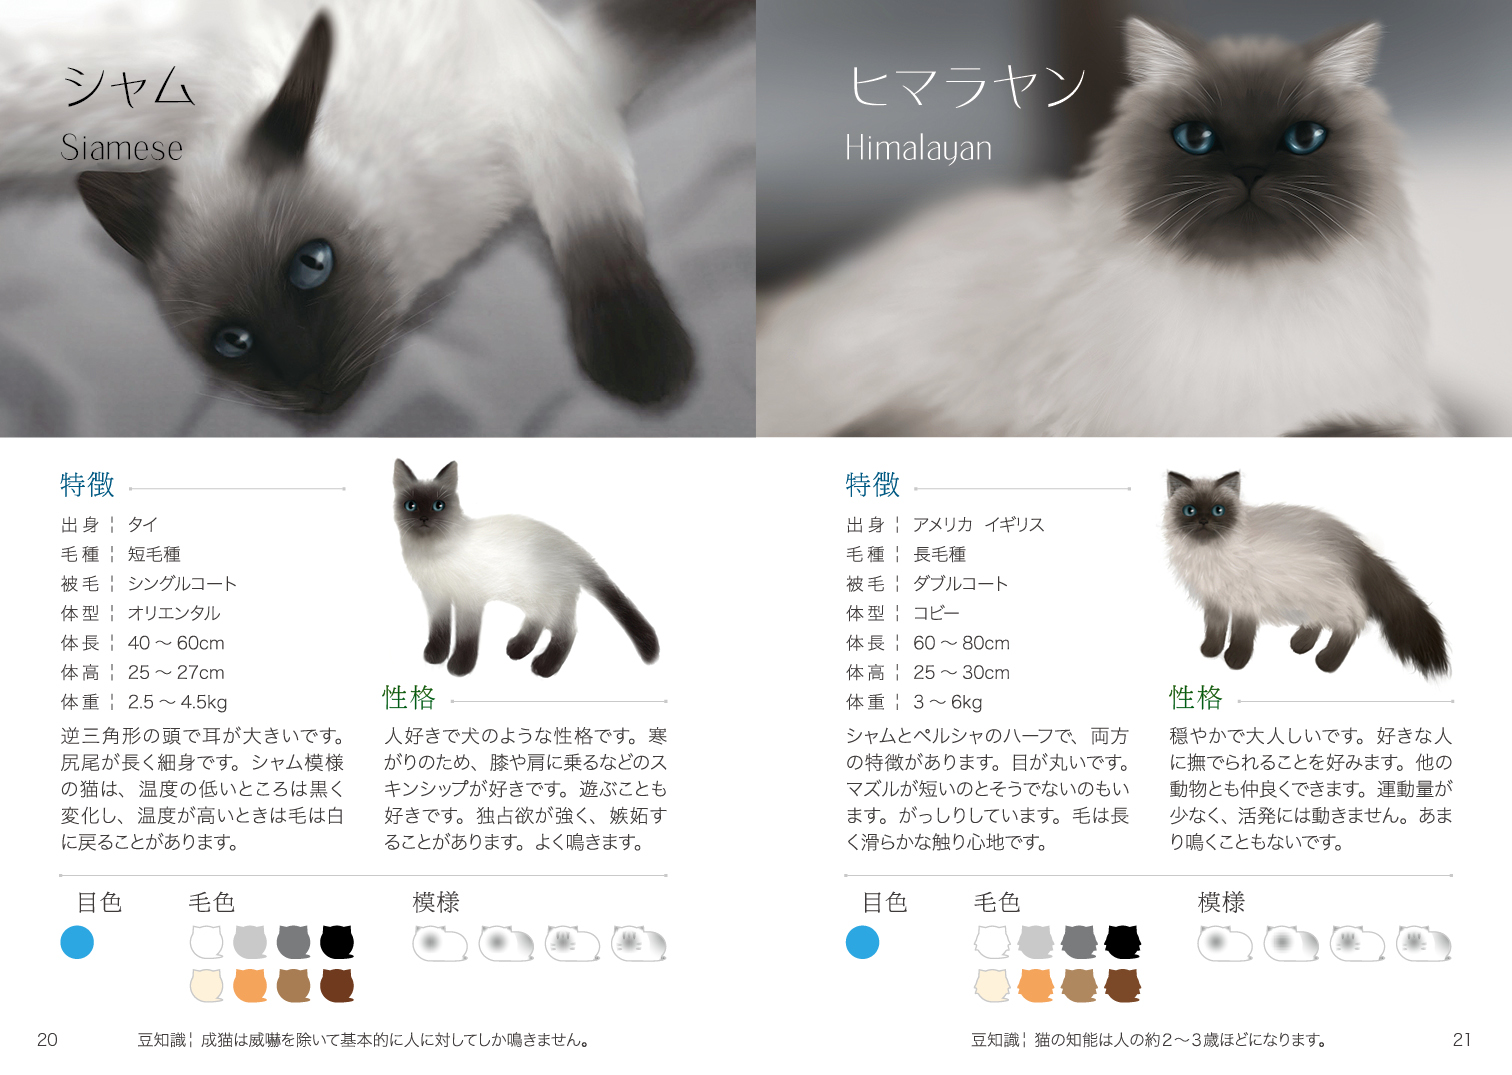 シャム
Siamese
特徴
出身¦ タイ
毛種¦ 短毛種
被毛¦ シングルコート
体型¦ オリエンタル
体長¦ 40～60cm
体高¦ 25～27cm
体重¦ 2.5～4.5kg
逆三角形の頭で耳が大きいです。
尻尾が長く細身です。シャム模様
の猫は、温度の低いところは黒く
変化し、温度が高いときは毛は白
に戻ることがあります。
性格
人好きで犬のような性格です。寒
がりのため、膝や肩に乗るなどのス
キンシップが好きです。遊ぶことも
好きです。独占欲が強く、嫉妬す
ることがあります。よく鳴きます。
目色
毛色
模様
20
豆知識¦ 成猫は威嚇を除いて基本的に人に対してしか鳴きません。
ヒマラヤン
Himalayan
特徴
出身¦ アメリカ イギリス
毛種¦ 長毛種
被毛¦ ダブルコート
体型¦ コビー
体長¦ 60～80cm
体高¦ 25～30cm
体重¦ 3～6kg
シャムとペルシャのハーフで、両方
の特徴があります。目が丸いです。
マズルが短いのとそうでないのもい
ます。がっしりしています。毛は長
く滑らかな触り心地です。
性格
穏やかで大人しいです。好きな人
に撫でられることを好みます。他の
動物とも仲良くできます。運動量が
少なく、活発には動きません。あま
り鳴くこともないです。
目色
毛色
模様
豆知識¦ 猫の知能は人の約2～3歳ほどになります。
21